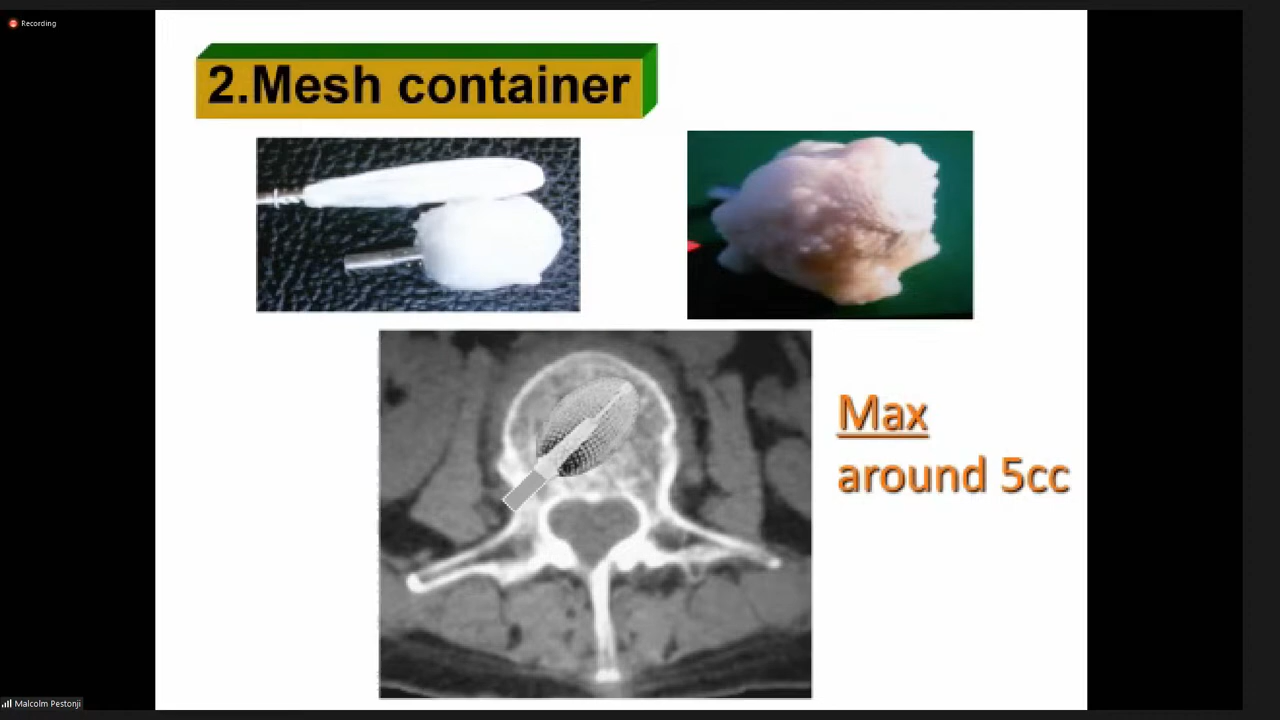 Recording
2.Mesh container
Max
around 5cc
Malcolm Pestonji